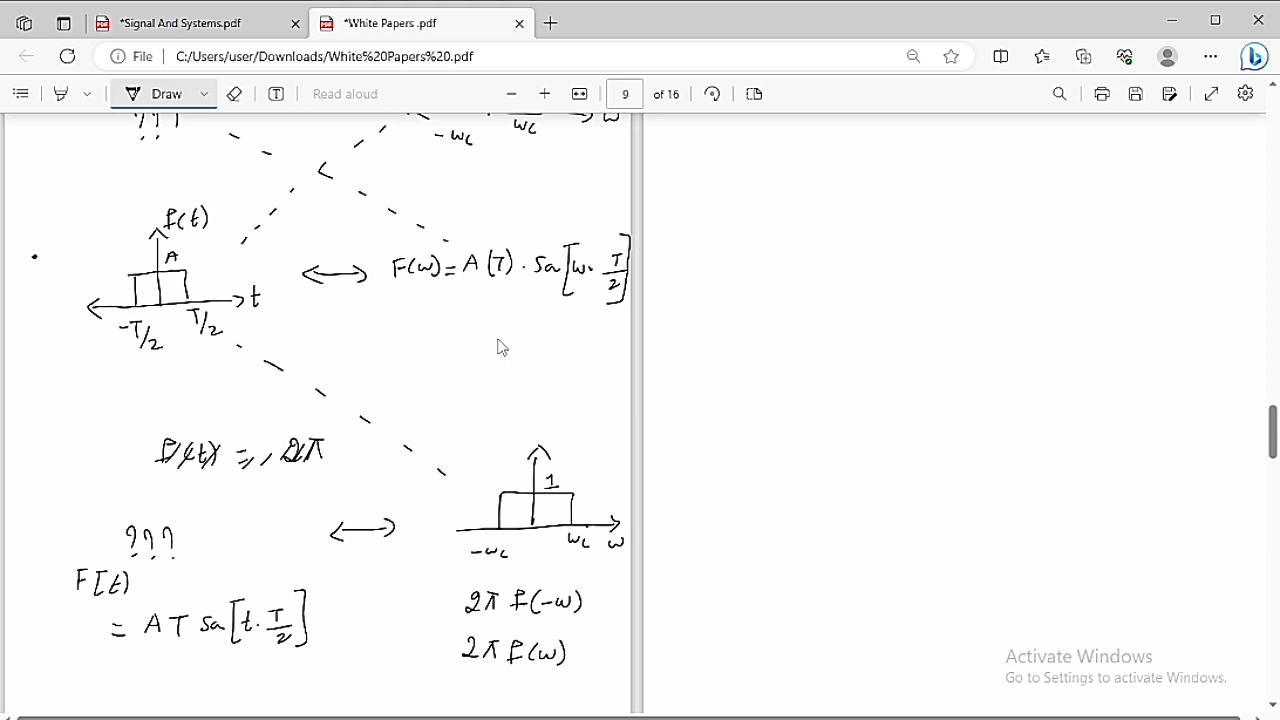 *Signal And Systems.pdf
*White Papers .pdf
File | C:/Users/user/Downloads/White%20Papers%20.pdf
Draw
Read aloud
9 of 16
???
-ωc
ωc
ω
f(t)
A
t
-T/2
T/2
F(ω) = A(T) · Sa[ω · T/2]
f(t) = , 2π
1
-ωc
ωc
ω
???
F[t]
= AT Sa[t · T/2]
2π f(-ω)
2π f(ω)
Activate Windows
Go to Settings to activate Windows.